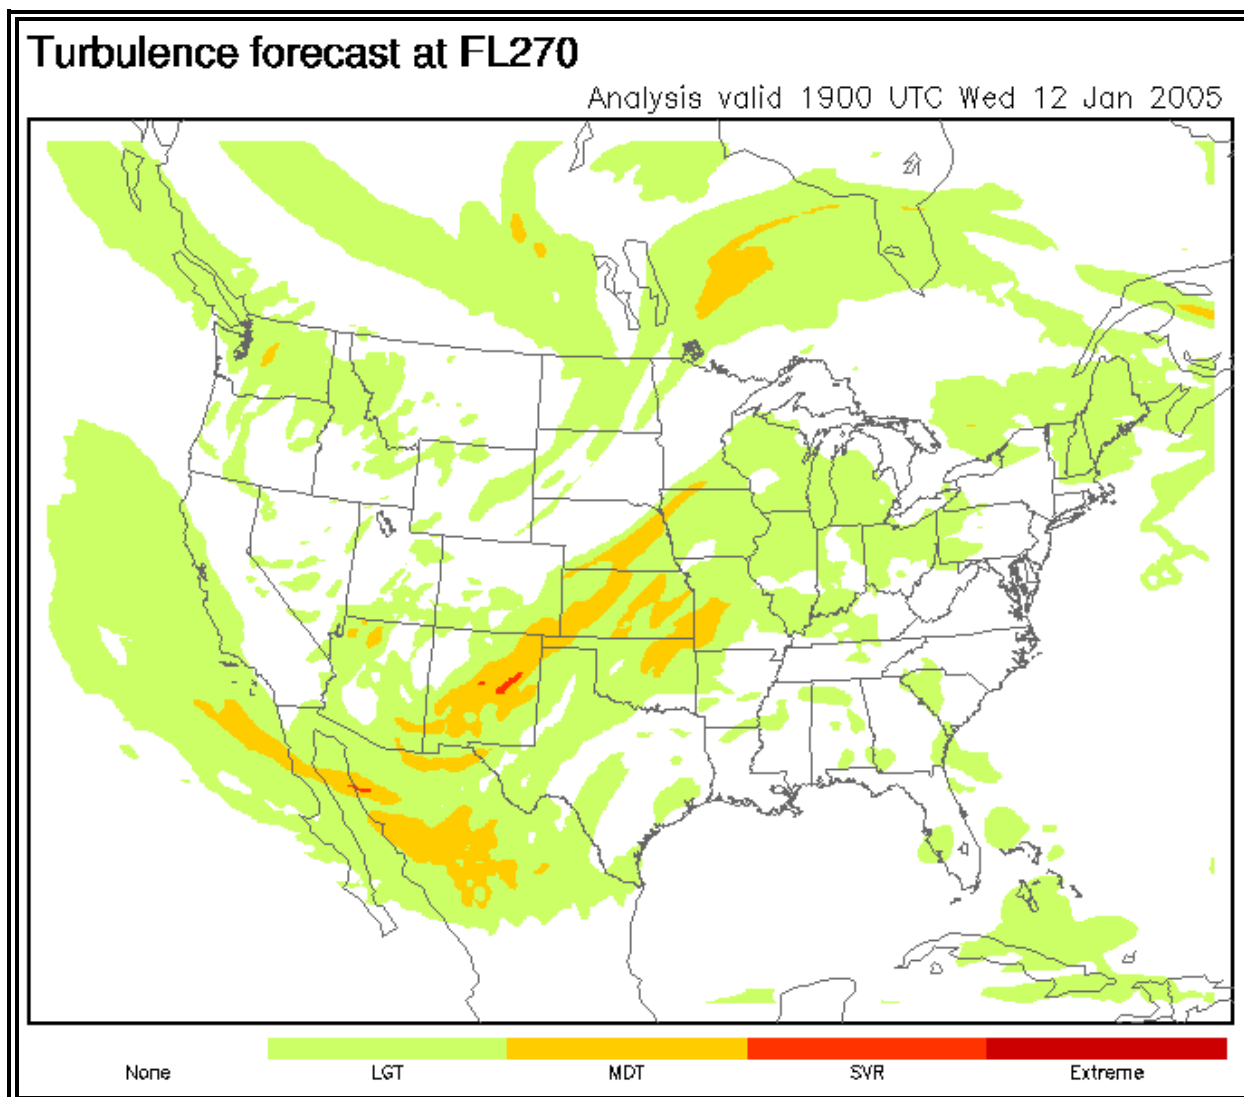 Turbulence forecast at FL270
Analysis valid 1900 UTC Wed 12 Jan 2005
None LGT MDT SVR Extreme